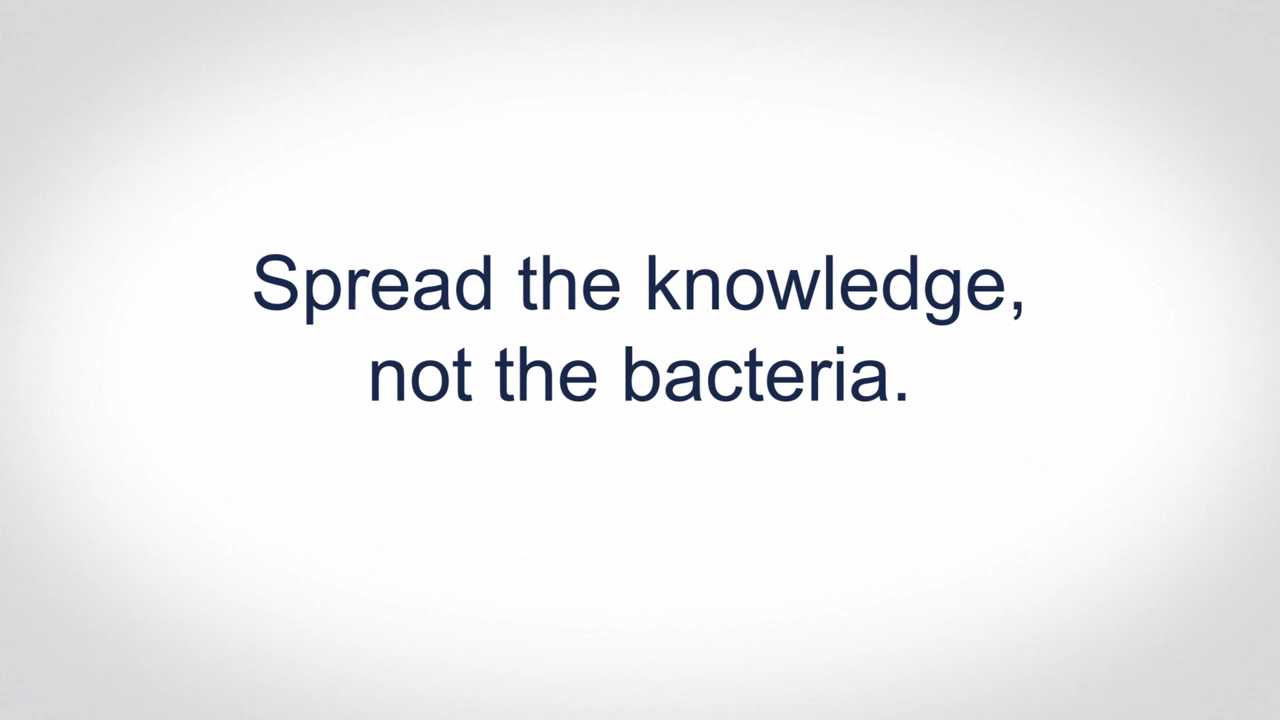 Spread the knowledge,
not the bacteria.